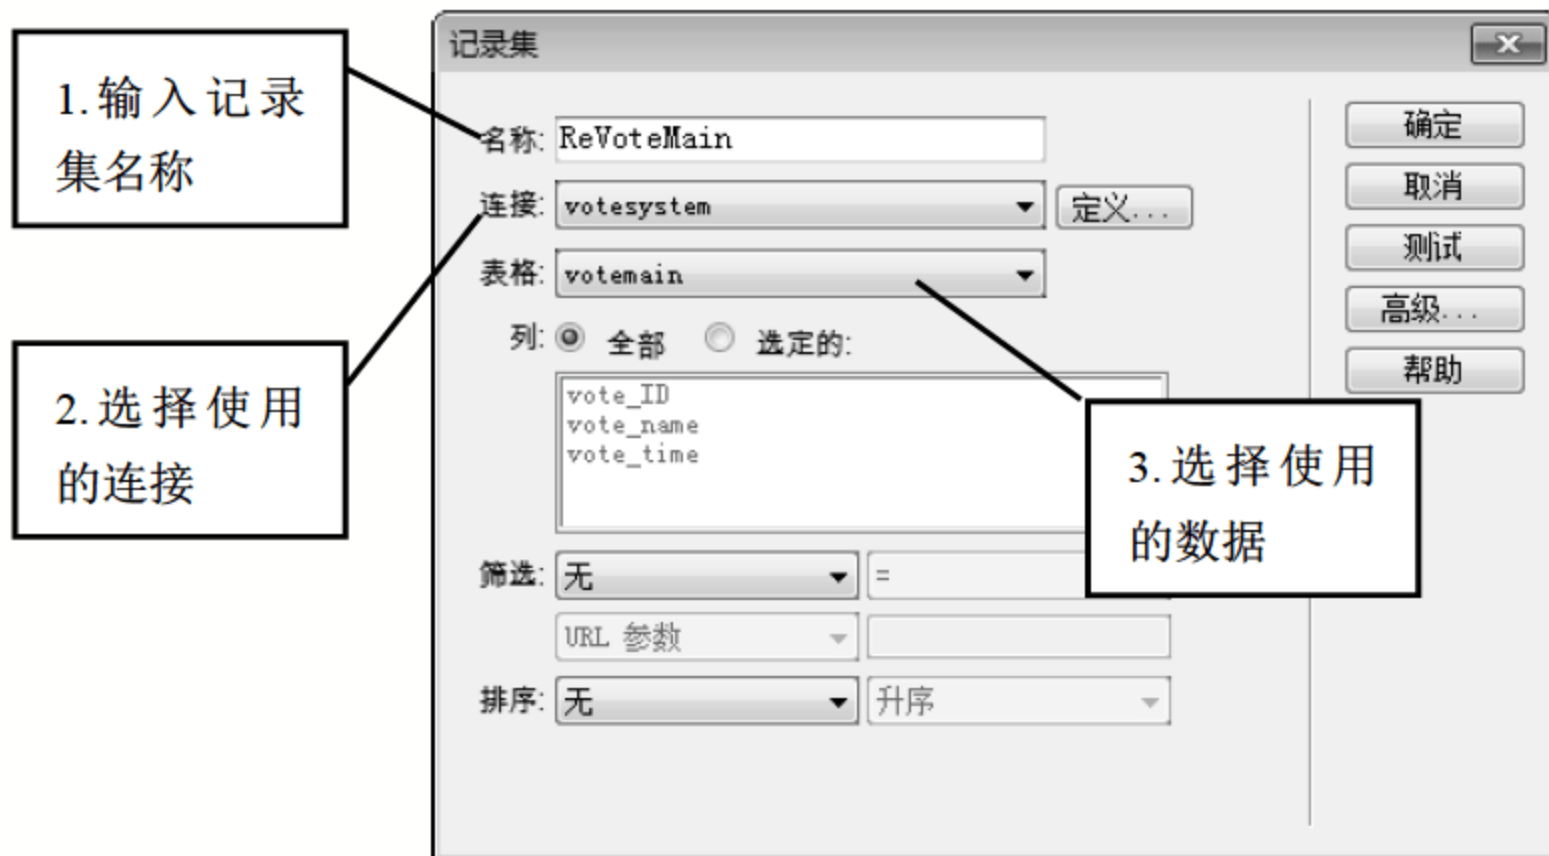 记录集
1.输入记录
集名称
名称: ReVoteMain
连接: votesystem 定义...
表格: votemain
列: 全部 选定的:
vote_ID
vote_name
vote_time
2.选择使用
的连接
3.选择使用
的数据
筛选: 无 =
URL 参数
排序: 无 升序
确定
取消
测试
高级...
帮助